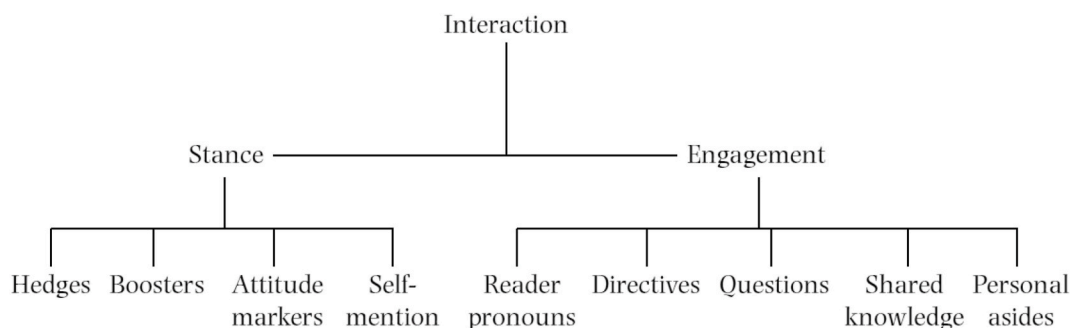 Interaction
Stance
Engagement
Hedges
Boosters
Attitude
markers
Self-
mention
Reader
pronouns
Directives
Questions
Shared
knowledge
Personal
asides